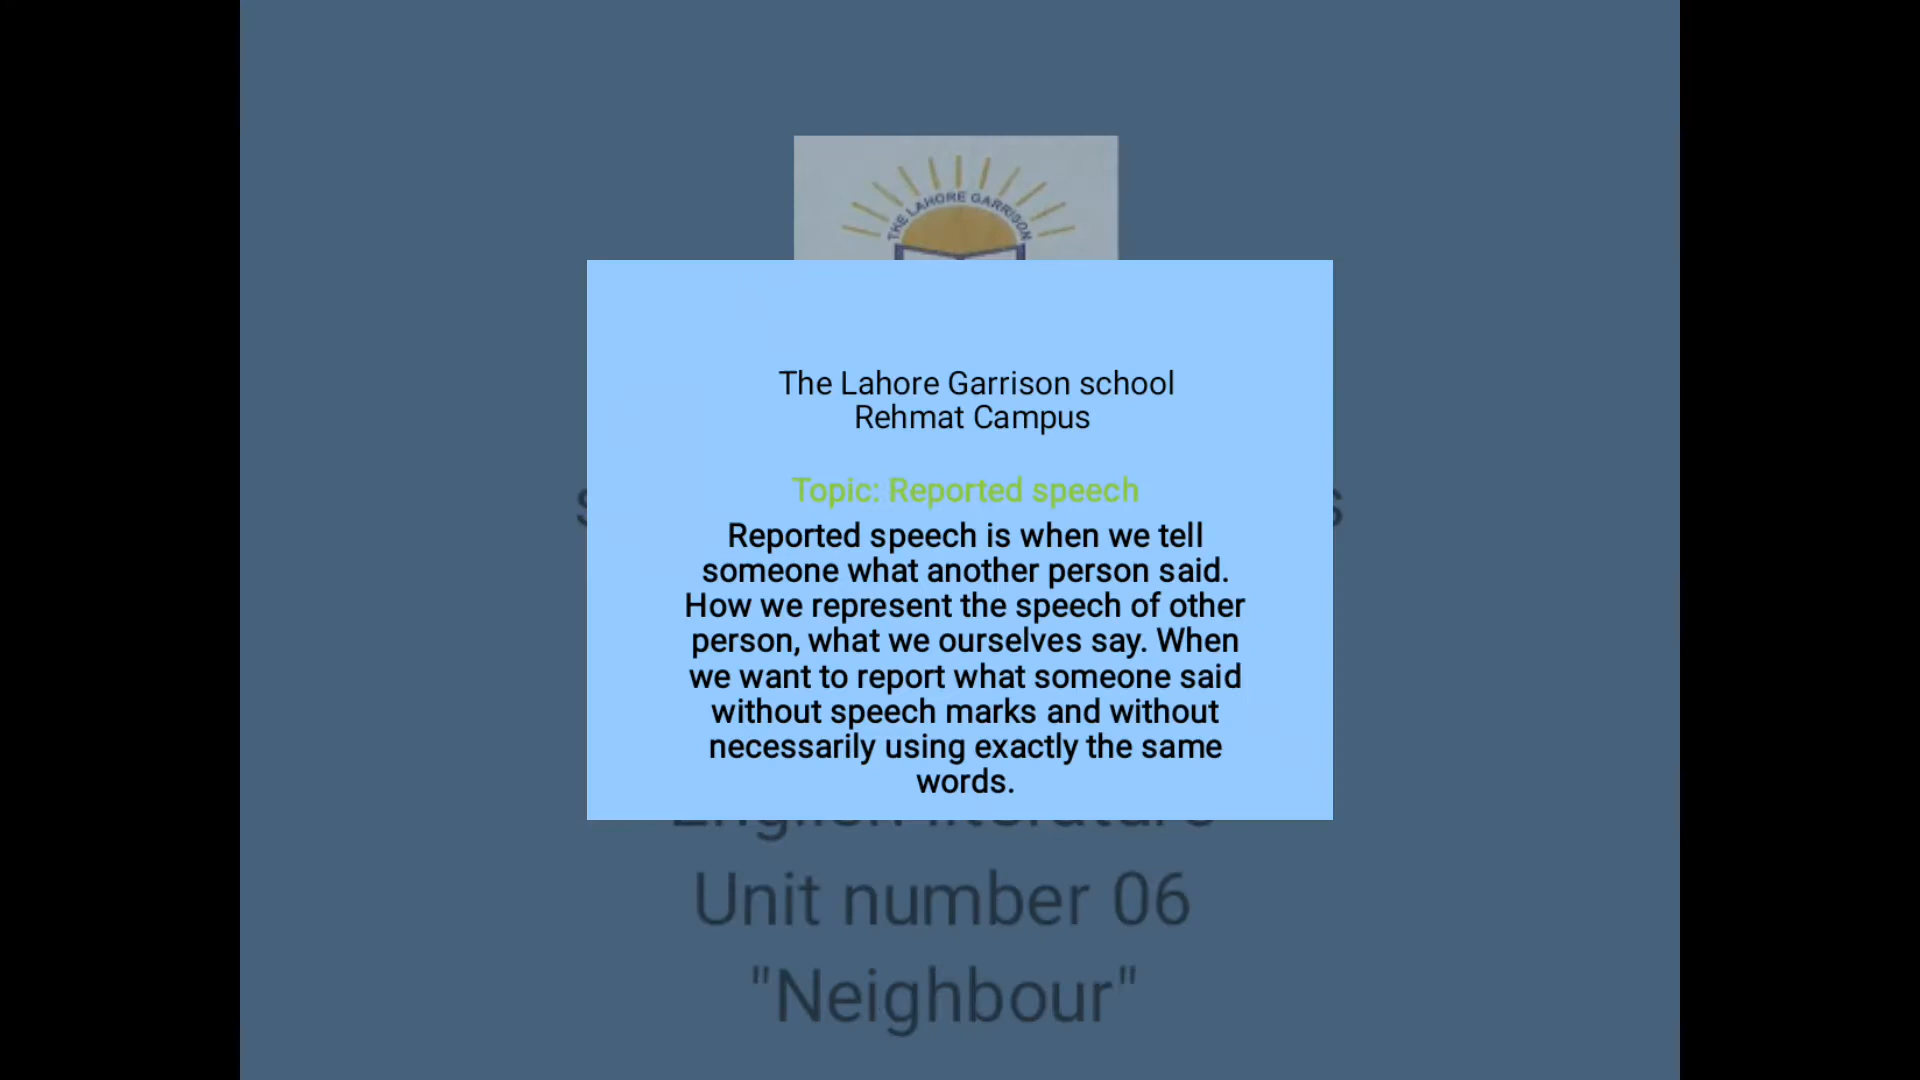 THE LAHORE GARRISON
The Lahore Garrison school
Rehmat Campus
Topic: Reported speech
Reported speech is when we tell
someone what another person said.
How we represent the speech of other
person, what we ourselves say. When
we want to report what someone said
without speech marks and without
necessarily using exactly the same
words.
English literature
Unit number 06
"Neighbour"